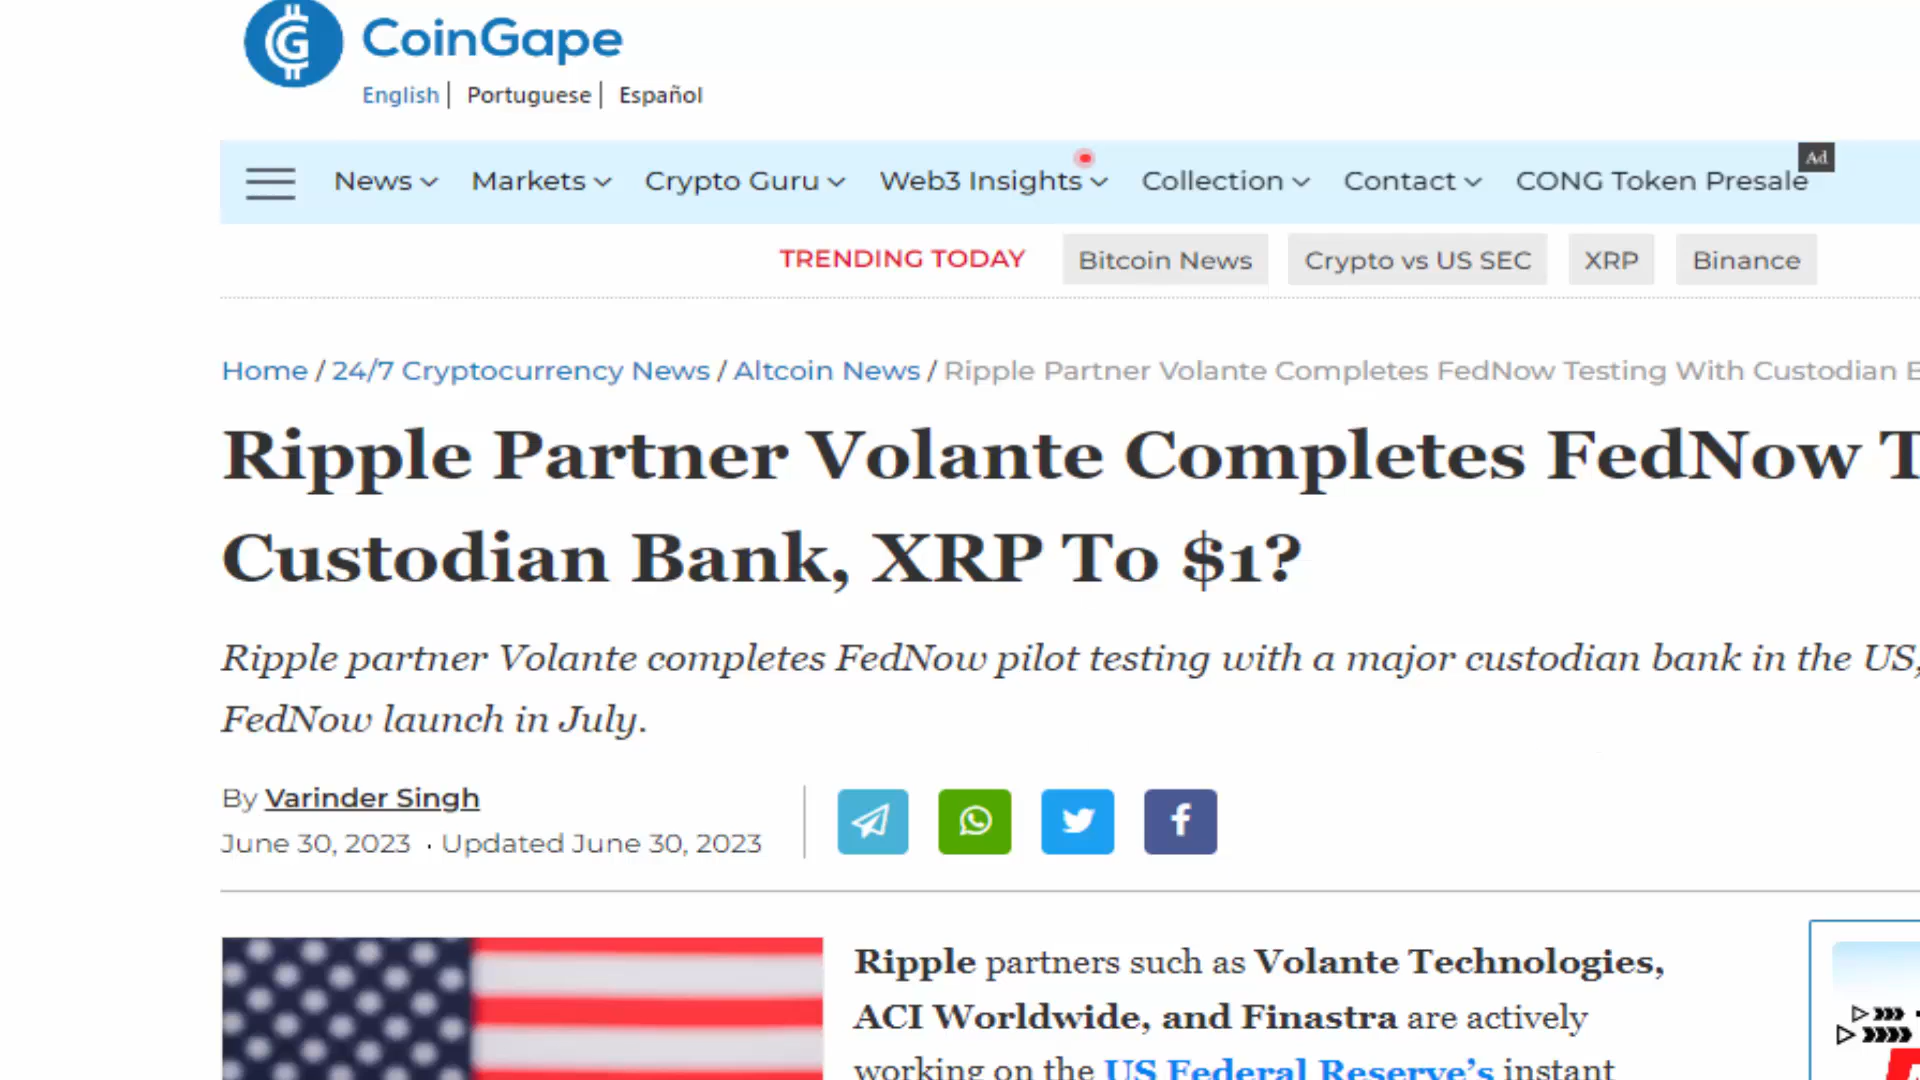 CoinGape
English | Portuguese | Español
News Markets Crypto Guru Web3 Insights Collection Contact CONG Token Presale Ad
TRENDING TODAY Bitcoin News Crypto vs US SEC XRP Binance
Home / 24/7 Cryptocurrency News / Altcoin News / Ripple Partner Volante Completes FedNow Testing With Custodian
Ripple Partner Volante Completes FedNow
Custodian Bank, XRP To $1?
Ripple partner Volante completes FedNow pilot testing with a major custodian bank in the US,
FedNow launch in July.
By Varinder Singh
June 30, 2023 · Updated June 30, 2023
Ripple partners such as Volante Technologies,
ACI Worldwide, and Finastra are actively
working on the US Federal Reserve's instant